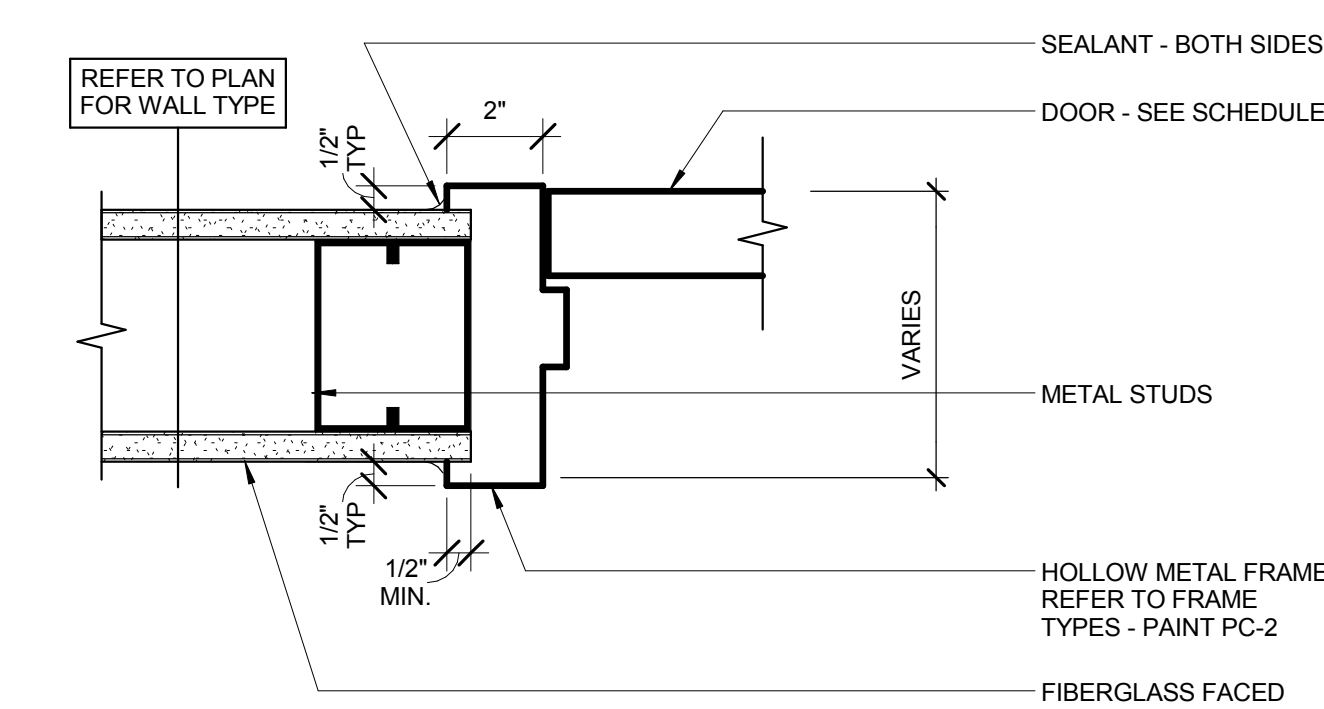 SEALANT - BOTH SIDES
REFER TO PLAN
FOR WALL TYPE
2"
DOOR - SEE SCHEDULE
1/2"
TYP
VARIES
METAL STUDS
1/2"
TYP
1/2"
MIN.
HOLLOW METAL FRAME
REFER TO FRAME
TYPES - PAINT PC-2
FIBERGLASS FACED